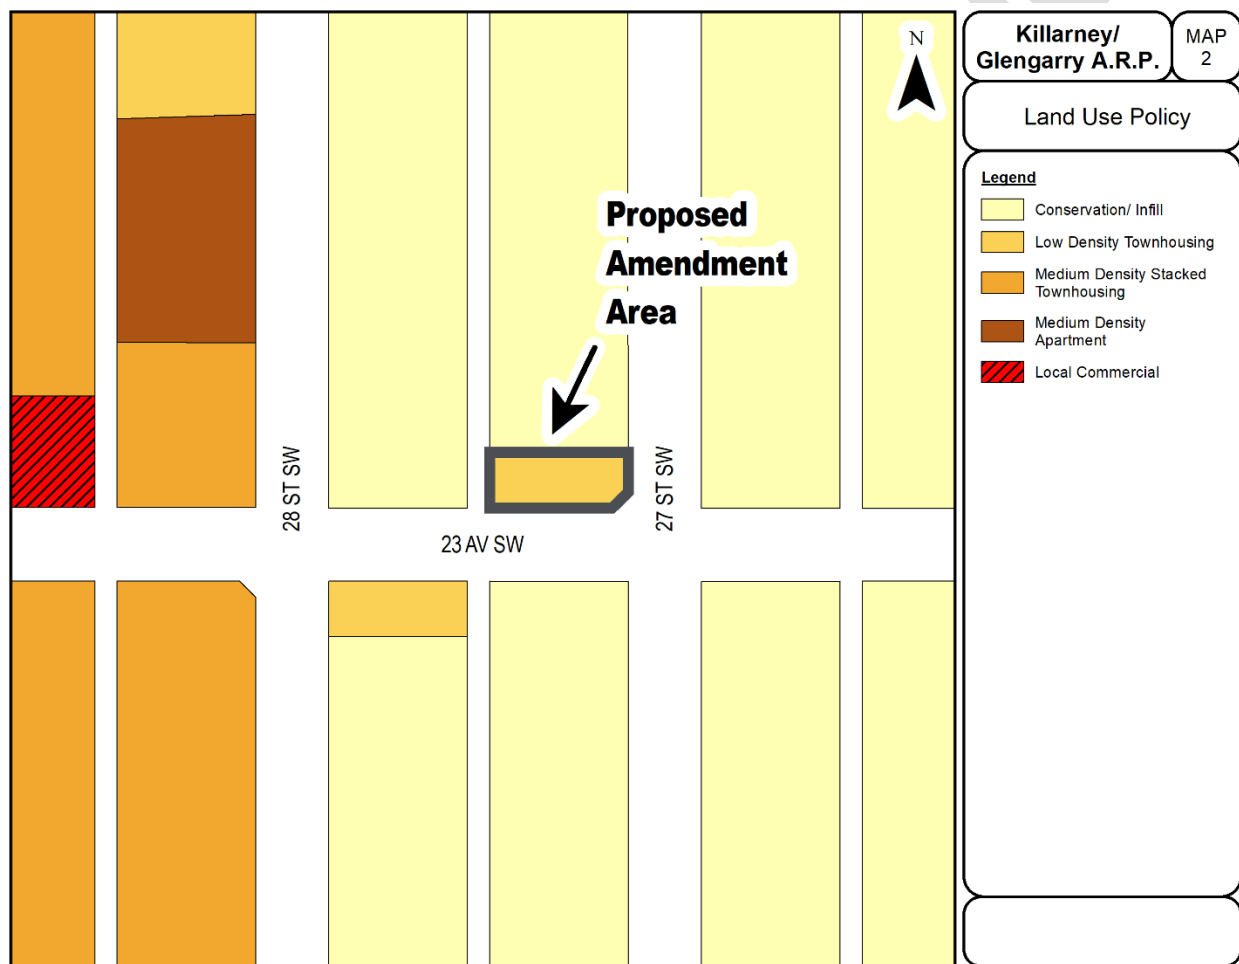 N
Proposed
Amendment
Area
28 ST SW
27 ST SW
23 AV SW
Killarney/
Glengarry A.R.P.
MAP
2
Land Use Policy
Legend
Conservation/ Infill
Low Density Townhousing
Medium Density Stacked
Townhousing
Medium Density
Apartment
Local Commercial